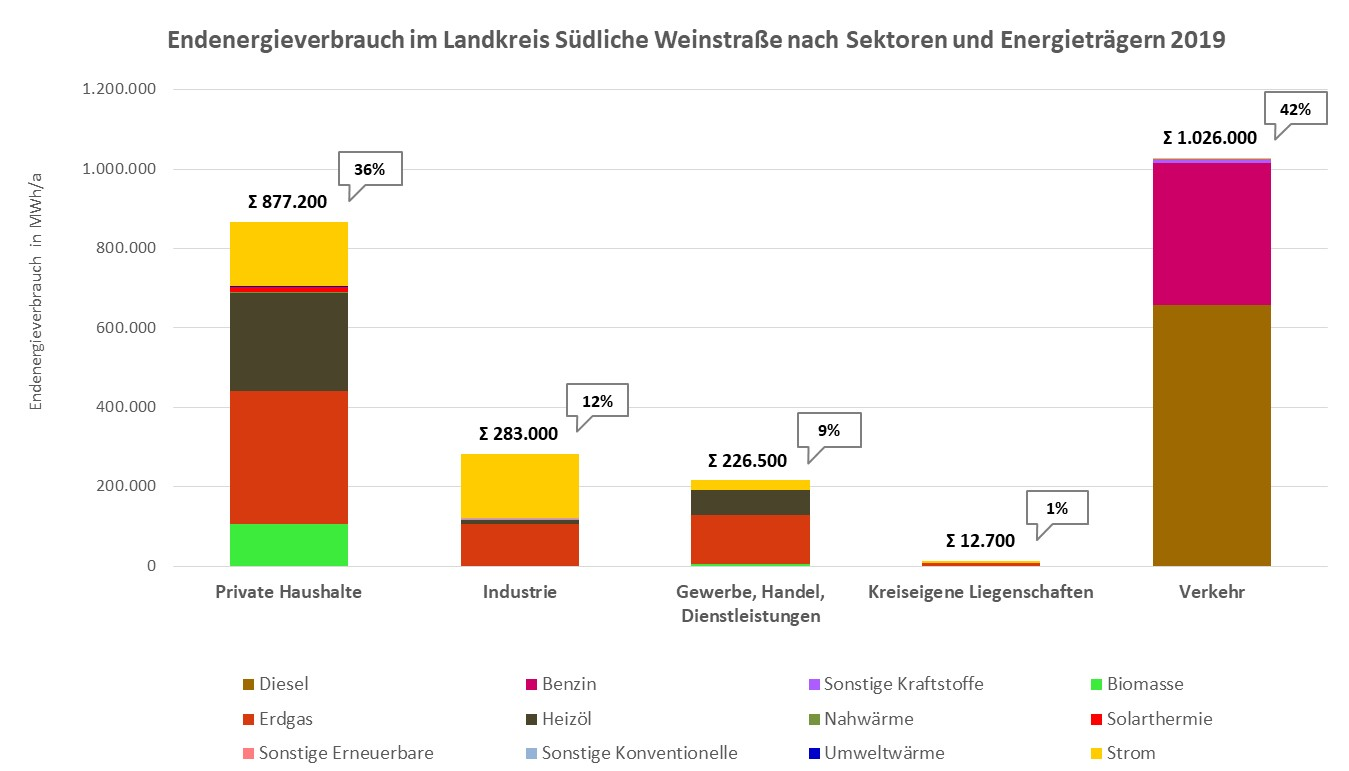 Endenergieverbrauch im Landkreis Südliche Weinstraße nach Sektoren und Energieträgern 2019
Endenergieverbrauch in MWh/a
1.200.000
1.000.000
800.000
600.000
400.000
200.000
0
Σ 877.200
36%
Σ 283.000
12%
Σ 226.500
9%
Σ 12.700
1%
Σ 1.026.000
42%
Private Haushalte
Industrie
Gewerbe, Handel,
Dienstleistungen
Kreiseigene Liegenschaften
Verkehr
Diesel
Benzin
Sonstige Kraftstoffe
Biomasse
Erdgas
Heizöl
Nahwärme
Solarthermie
Sonstige Erneuerbare
Sonstige Konventionelle
Umweltwärme
Strom